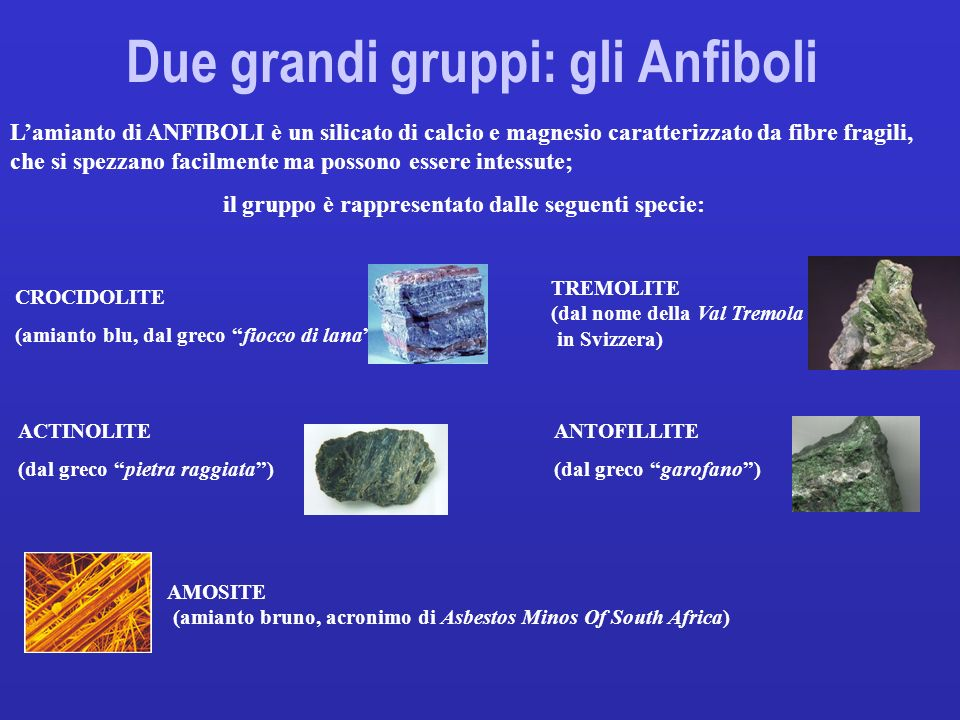 Due grandi gruppi: gli Anfiboli
L’amianto di ANFIBOLI è un silicato di calcio e magnesio caratterizzato da fibre fragili,
che si spezzano facilmente ma possono essere intessute;
il gruppo è rappresentato dalle seguenti specie:
CROCIDOLITE
(amianto blu, dal greco “fiocco di lana”
TREMOLITE
(dal nome della Val Tremola
in Svizzera)
ACTINOLITE
(dal greco “pietra raggiata”)
ANTOFILLITE
(dal greco “garofano”)
AMOSITE
(amianto bruno, acronimo di Asbestos Minos Of South Africa)